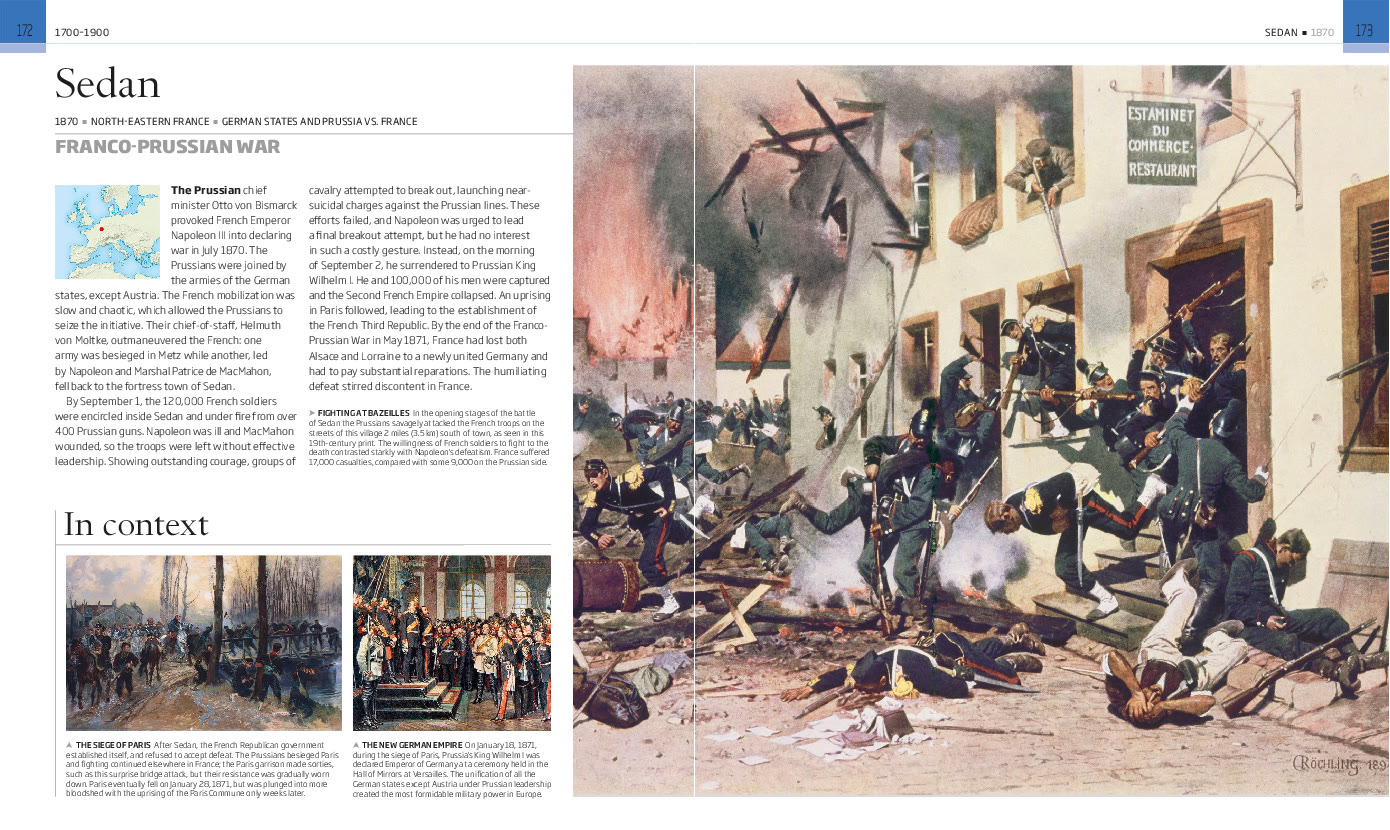 172
1700–1900
SEDAN ■ 1870
173
Sedan
1870 ■ NORTH-EASTERN FRANCE ■ GERMAN STATES AND PRUSSIA VS. FRANCE
FRANCO-PRUSSIAN WAR
The Prussian chief
minister Otto von Bismarck
provoked French Emperor
Napoleon III into declaring
war in July 1870. The
Prussians were joined by
the armies of the German
states, except Austria. The French mobilization was
slow and chaotic, which allowed the Prussians to
seize the initiative. Their chief-of-staff, Helmuth
von Moltke, outmaneuvered the French: one
army was besieged in Metz while another, led
by Napoleon and Marshal Patrice de MacMahon,
fell back to the fortress town of Sedan.
By September 1, the 120,000 French soldiers
were encircled inside Sedan and under fire from over
400 Prussian guns. Napoleon was ill and MacMahon
wounded, so the troops were left without effective
leadership. Showing outstanding courage, groups of
cavalry attempted to break out, launching near-
suicidal charges against the Prussian lines. These
efforts failed, and Napoleon was urged to lead
a final breakout attempt, but he had no interest
in such a costly gesture. Instead, on the morning
of September 2, he surrendered to Prussian King
Wilhelm I. He and 100,000 of his men were captured
and the Second French Empire collapsed. An uprising
in Paris followed, leading to the establishment of
the French Third Republic. By the end of the Franco-
Prussian War in May 1871, France had lost both
Alsace and Lorraine to a newly united Germany and
had to pay substantial reparations. The humiliating
defeat stirred discontent in France.
➤ FIGHTING AT BAZEILLES In the opening stages of the battle
of Sedan the Prussians savagely attacked the French troops on the
streets of this village 2 miles (3.5 km) south of town, as seen in this
19th-century print. The willingness of French soldiers to fight to the
death contrasted starkly with Napoleon's defeatism. France suffered
17,000 casualties, compared with some 9,000 on the Prussian side.
In context
THE SIEGE OF PARIS After Sedan, the French Republican government
established itself, and refused to accept defeat. The Prussians besieged Paris
and fighting continued elsewhere in France; the Paris garrison made sorties,
such as this surprise bridge attack, but their resistance was gradually worn
down. Paris eventually fell on January 28, 1871, but was plunged into more
bloodshed with the uprising of the Paris Commune only weeks later.
THE NEW GERMAN EMPIRE On January 18, 1871,
during the siege of Paris, Prussia's King Wilhelm I was
declared Emperor of Germany at a ceremony held in the
Hall of Mirrors at Versailles. The unification of all the
German states except Austria under Prussian leadership
created the most formidable military power in Europe.
ESTAMINET
DU
COMMERCE·
RESTAURANT
C RÖCHLING. 189